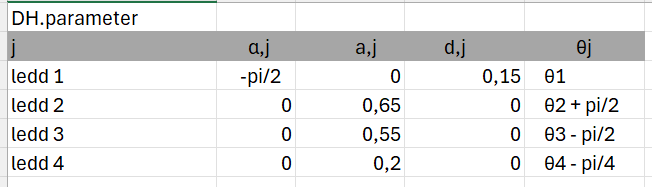 DH.parameter
j α,j a,j d,j θj
ledd 1 -pi/2 0 0,15 θ1
ledd 2 0 0,65 0 θ2 + pi/2
ledd 3 0 0,55 0 θ3 - pi/2
ledd 4 0 0,2 0 θ4 - pi/4